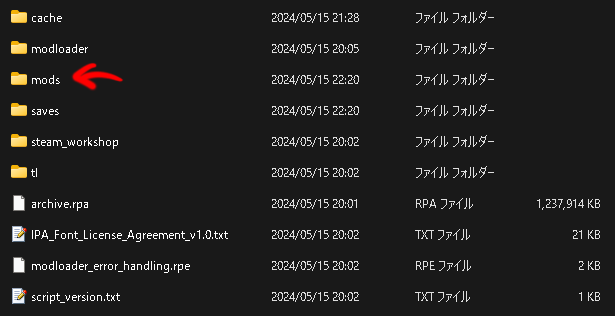 cache 2024/05/15 21:28 ファイル フォルダー
modloader 2024/05/15 20:05 ファイル フォルダー
mods 2024/05/15 22:20 ファイル フォルダー
saves 2024/05/15 22:20 ファイル フォルダー
steam_workshop 2024/05/15 20:02 ファイル フォルダー
tl 2024/05/15 20:02 ファイル フォルダー
archive.rpa 2024/05/15 20:01 RPA ファイル 1,237,914 KB
IPA_Font_License_Agreement_v1.0.txt 2024/05/15 20:02 TXT ファイル 21 KB
modloader_error_handling.rpe 2024/05/15 20:02 RPE ファイル 2 KB
script_version.txt 2024/05/15 20:02 TXT ファイル 1 KB